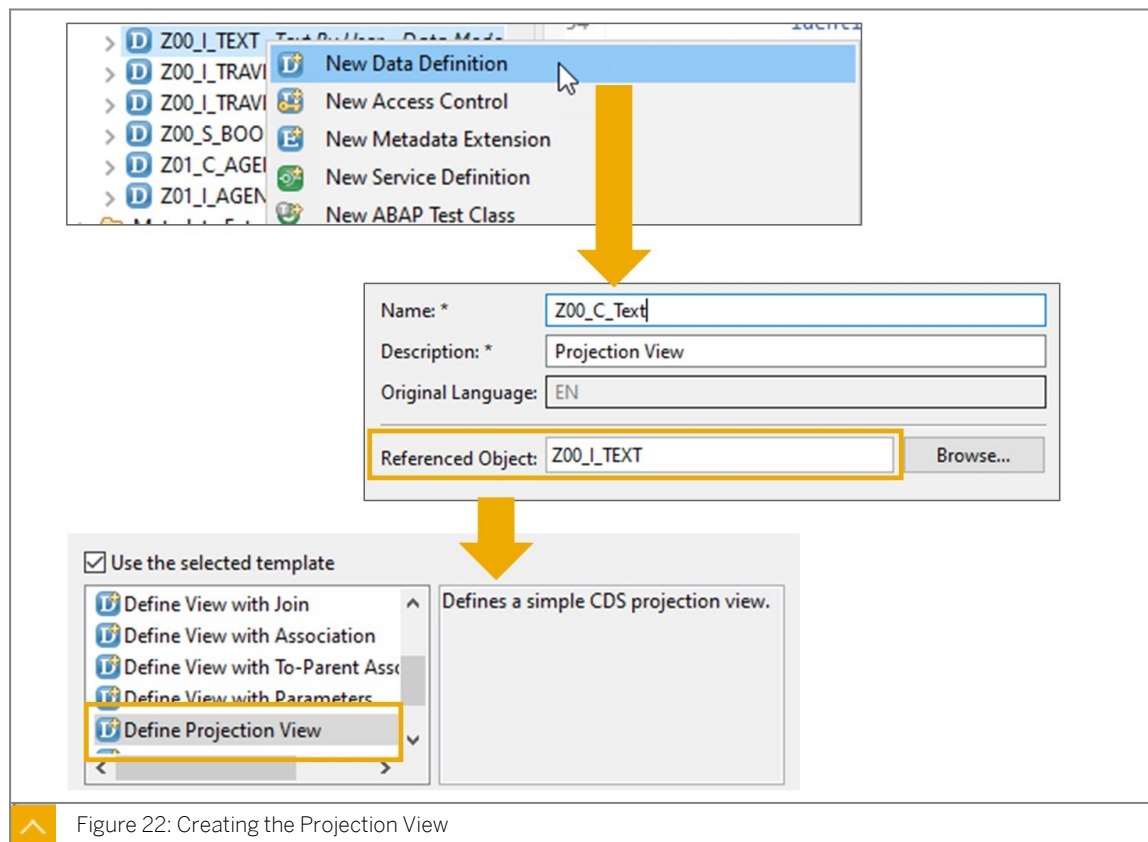 Z00_I_TEXT
New Data Definition
Z00_I_TRAVI
New Access Control
Z00_I_TRAVI
New Metadata Extension
Z00_S_BOO
New Service Definition
Z01_C_AGEI
New ABAP Test Class
Z01_I_AGEN
Name: * Z00_C_Text
Description: * Projection View
Original Language: EN
Referenced Object: Z00_I_TEXT Browse...
Use the selected template
Define View with Join
Defines a simple CDS projection view.
Define View with Association
Define View with To-Parent Asso
Define View with Parameters
Define Projection View
Figure 22: Creating the Projection View